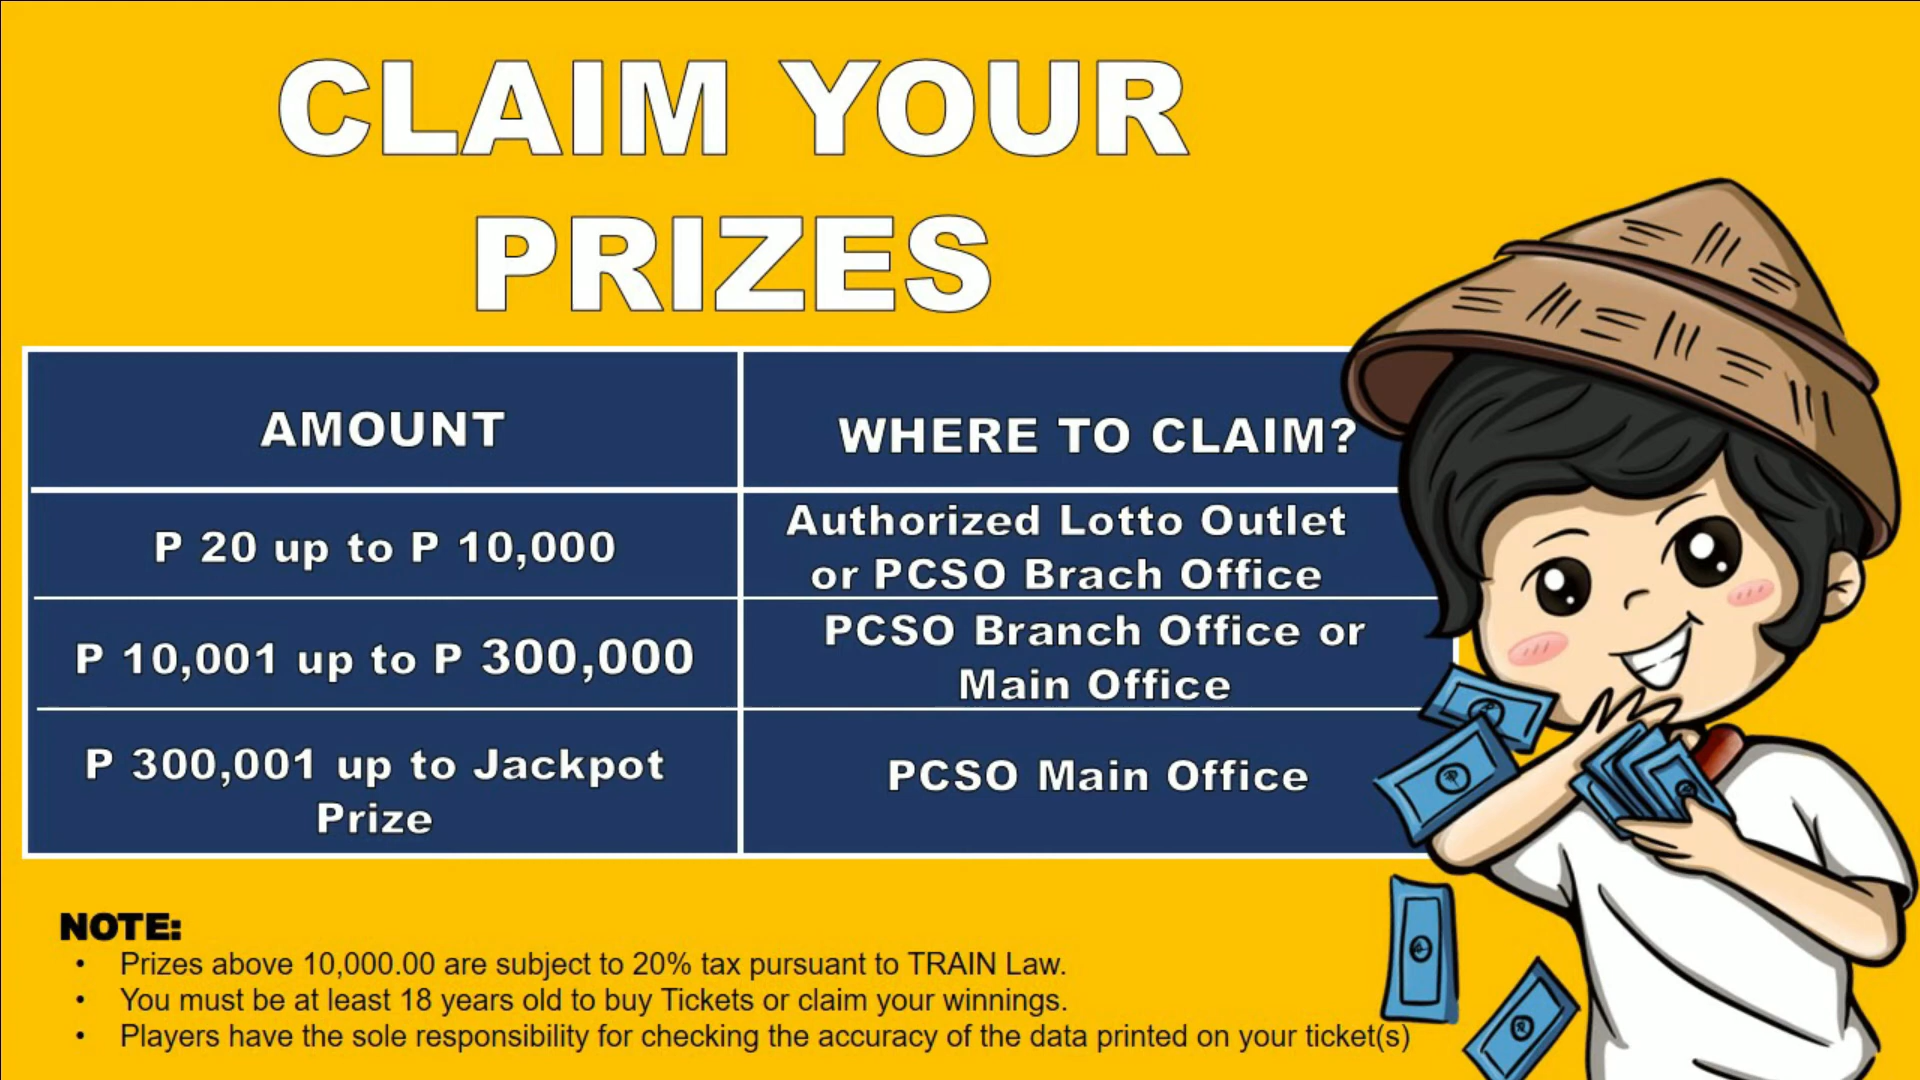 CLAIM YOUR
PRIZES
AMOUNT
WHERE TO CLAIM?
P 20 up to P 10,000
Authorized Lotto Outlet
or PCSO Brach Office
P 10,001 up to P 300,000
PCSO Branch Office or
Main Office
P 300,001 up to Jackpot
Prize
PCSO Main Office
NOTE:
• Prizes above 10,000.00 are subject to 20% tax pursuant to TRAIN Law.
• You must be at least 18 years old to buy Tickets or claim your winnings.
• Players have the sole responsibility for checking the accuracy of the data printed on your ticket(s)